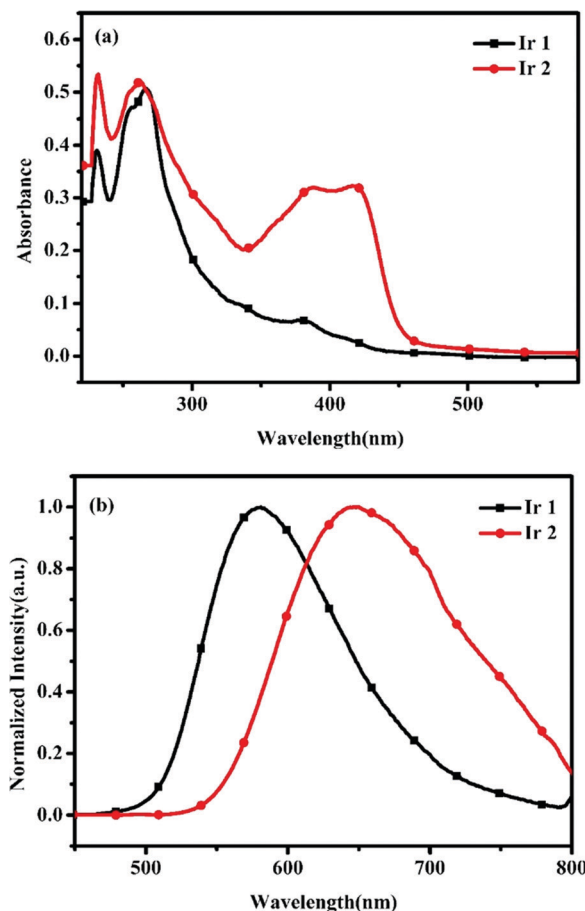 (a)
Ir 1
Ir 2
0.6
0.5
0.4
0.3
0.2
0.1
0.0
Absorbance
300
400
500
Wavelength(nm)
(b)
Ir 1
Ir 2
1.0
0.8
0.6
0.4
0.2
0.0
Normalized Intensity(a.u.)
500
600
700
800
Wavelength(nm)